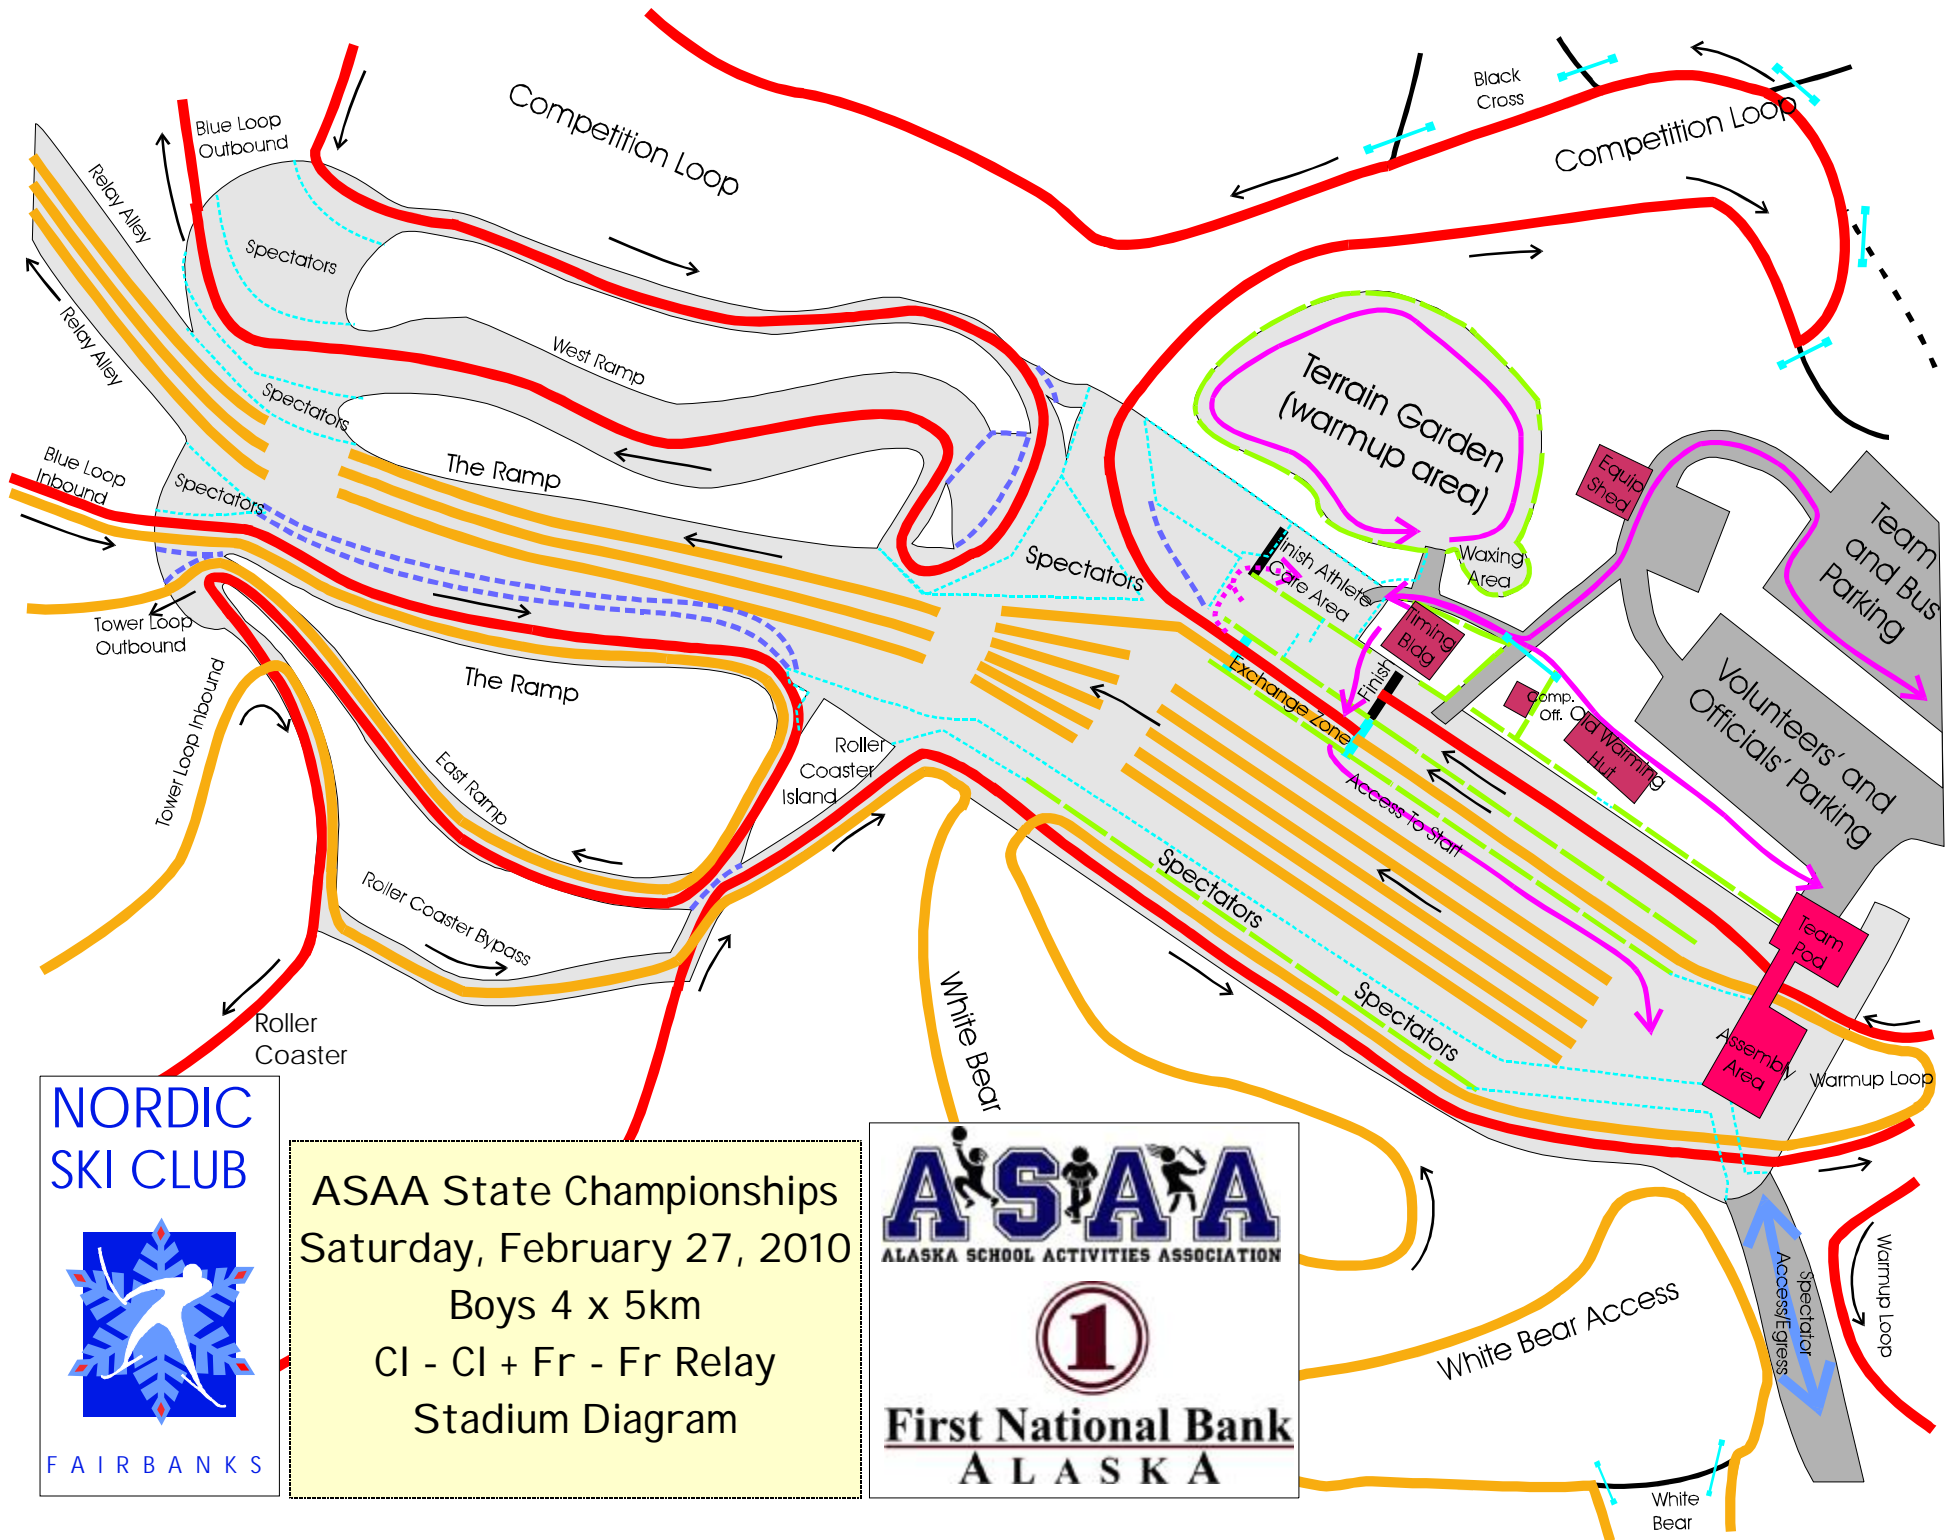 Competition Loop
Black
Cross
Competition Loop
Blue Loop
Outbound
Relay Alley
Spectators
Relay Alley
West Ramp
Spectators
Terrain Garden
(warmup area)
Equip
Shed
Team
and Bus
Parking
Blue Loop
Inbound
Spectators
The Ramp
Spectators
Finish Athlete
Care Area
Waxing
Area
Timing
Bldg
Tower Loop
Outbound
The Ramp
Exchange Zone
Finish
Comp.
Off.
Old Warming
Hut
Volunteers' and
Officials' Parking
Tower Loop Inbound
East Ramp
Roller
Coaster
Island
Access To Start
Roller Coaster Bypass
Spectators
Spectators
Team
Pod
Assembly
Area
Warmup Loop
White Bear
Roller
Coaster
NORDIC
SKI CLUB
FAIRBANKS
ASAA State Championships
Saturday, February 27, 2010
Boys 4 x 5km
Cl - Cl + Fr - Fr Relay
Stadium Diagram
ASAA
ALASKA SCHOOL ACTIVITIES ASSOCIATION
1
First National Bank
ALASKA
White Bear Access
Spectator
Access/Egress
Warmup Loop
White
Bear